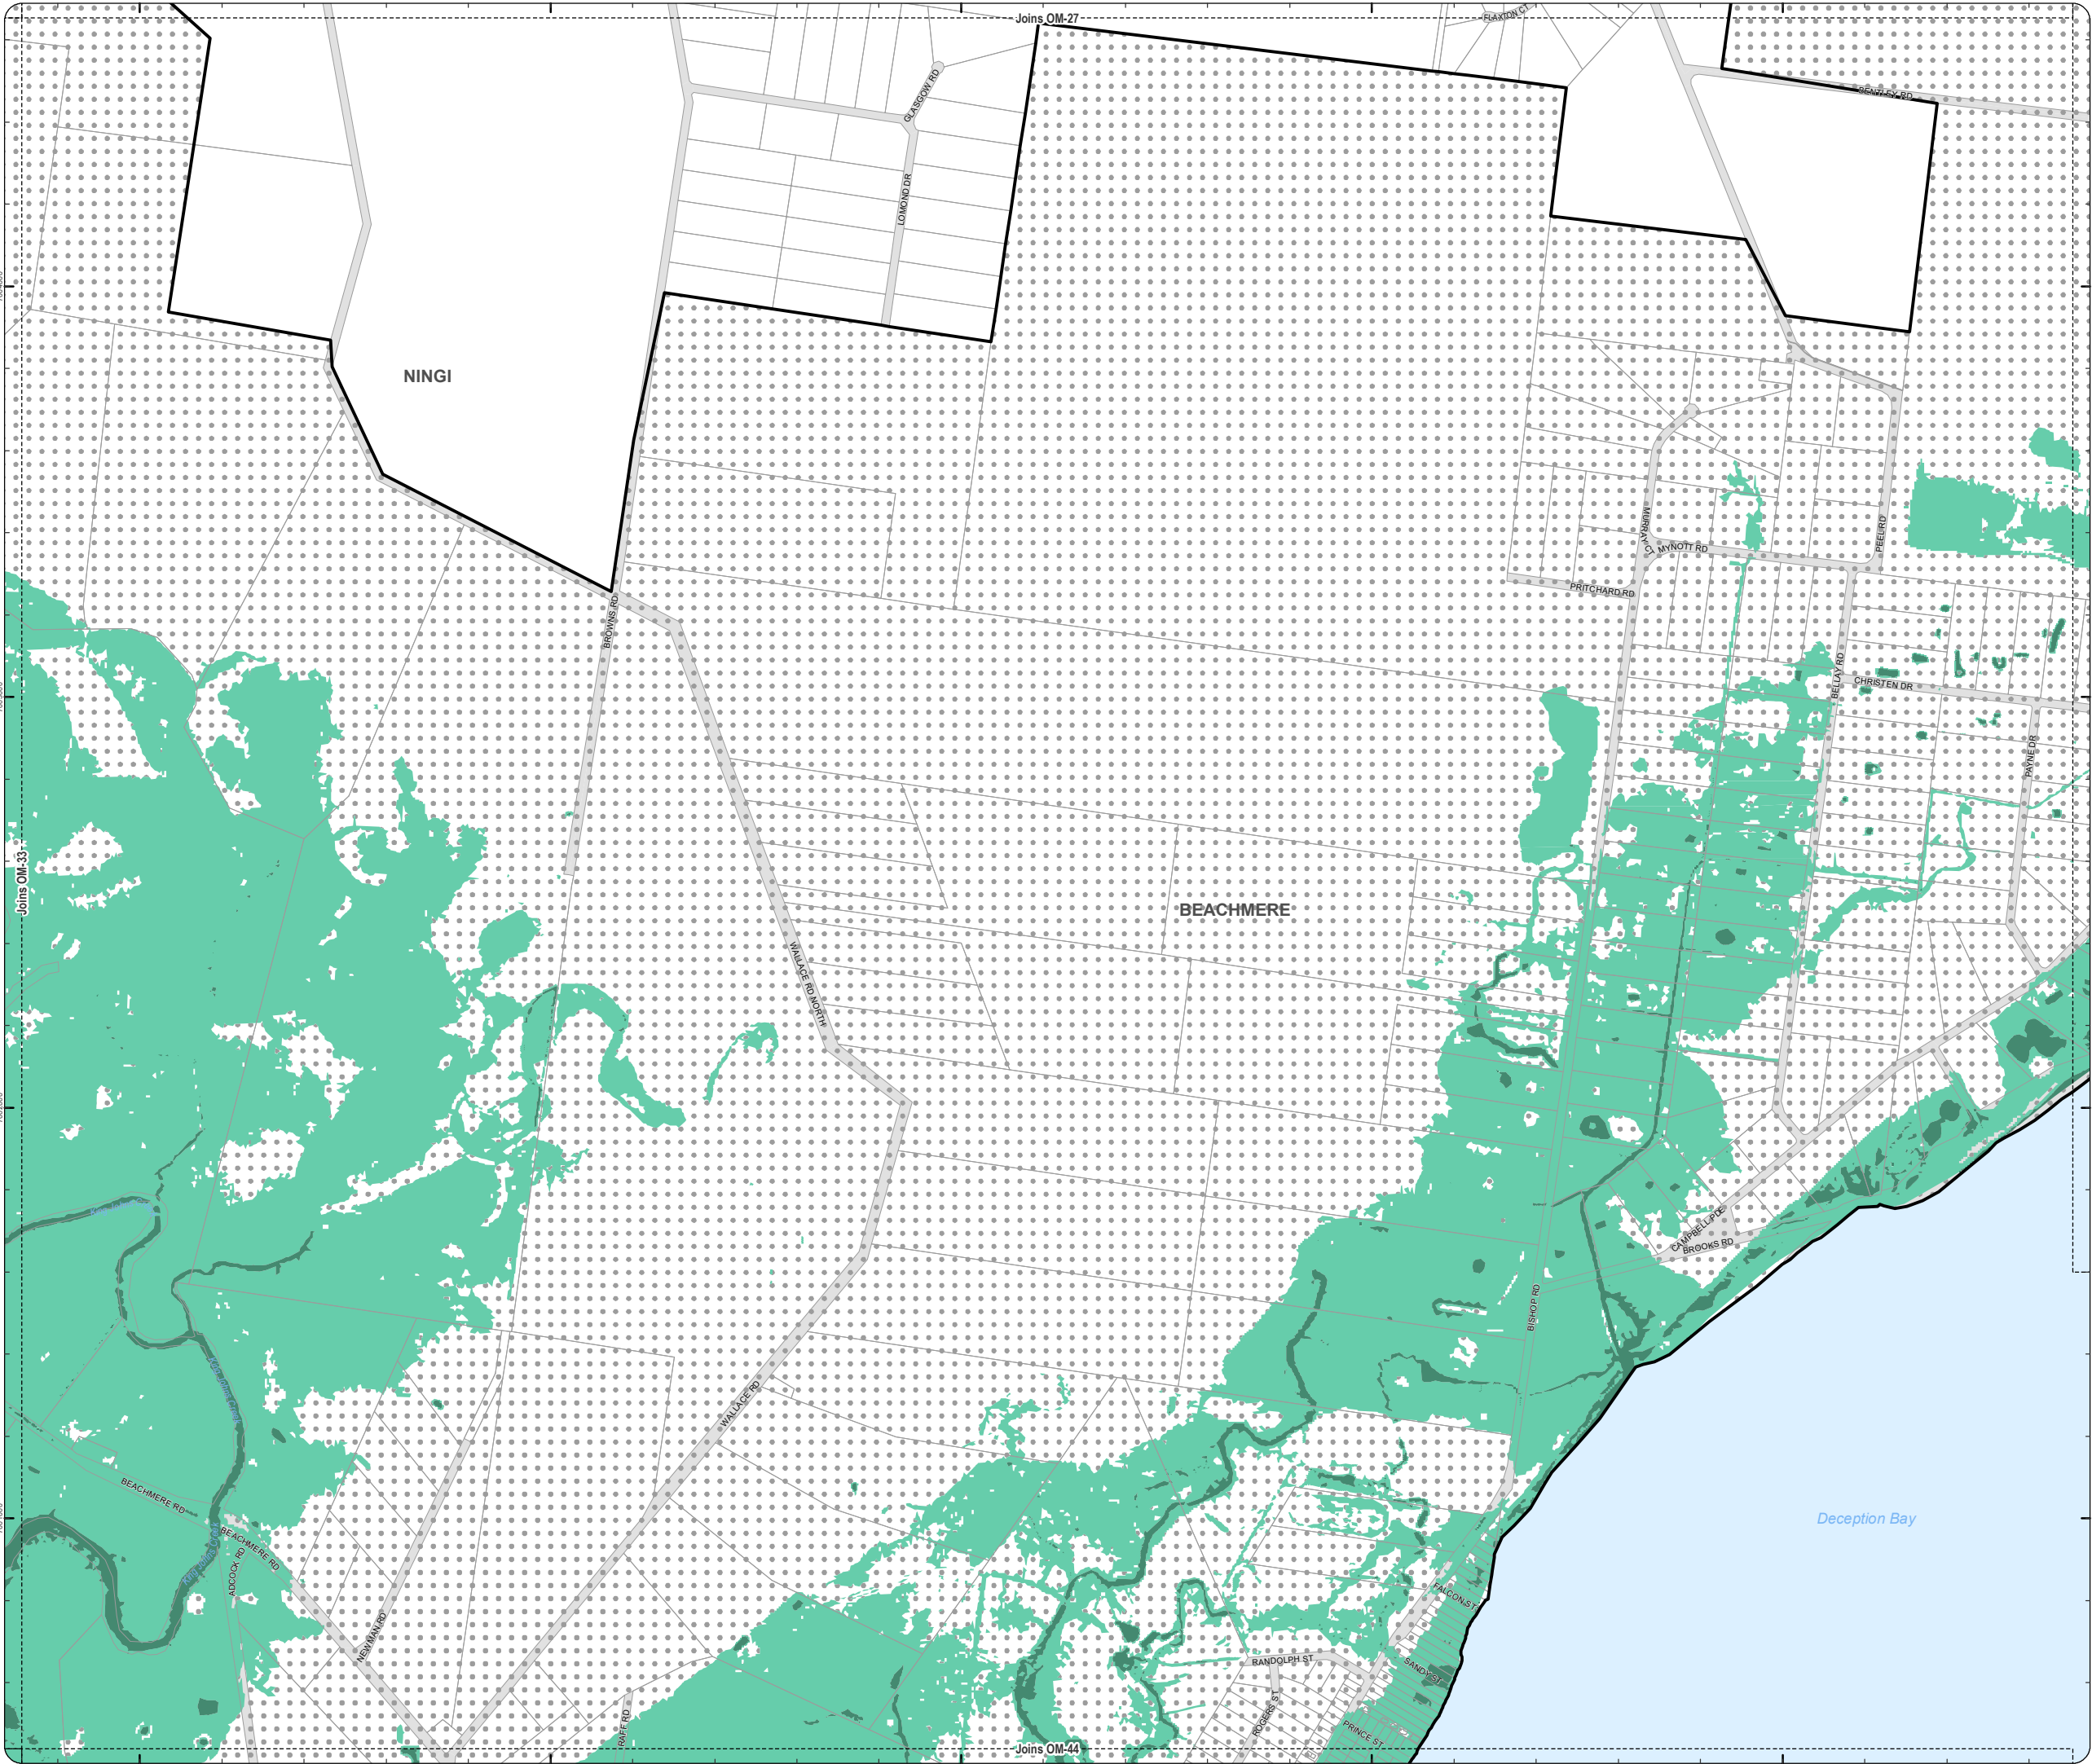 Joins OM-27
FLAXTON CT
BENTLEY RD
GLASGOW RD
LOMOND DR
NINGI
MURRAY CT
MYNOTT RD
PEEL RD
PRITCHARD RD
BROWNS RD
BELLAY RD
CHRISTEN DR
PAYNE DR
Joins OM-33
BEACHMERE
WALLACE RD NORTH
CAMPBELL PDE
BROOKS RD
BISHOP RD
WALLACE RD
BEACHMERE RD
BEACHMERE RD
ADCOCK RD
Deception Bay
FALCON ST
NEWMAN RD
RANDOLPH ST
SANDY ST
ROGERS ST
RAFF RD
PRINCE ST
Joins OM-44